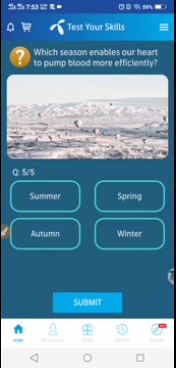 7:53
59%
Test Your Skills
Which season enables our heart
to pump blood more efficiently?
Q: 5/5
Summer
Spring
Autumn
Winter
SUBMIT
HOME